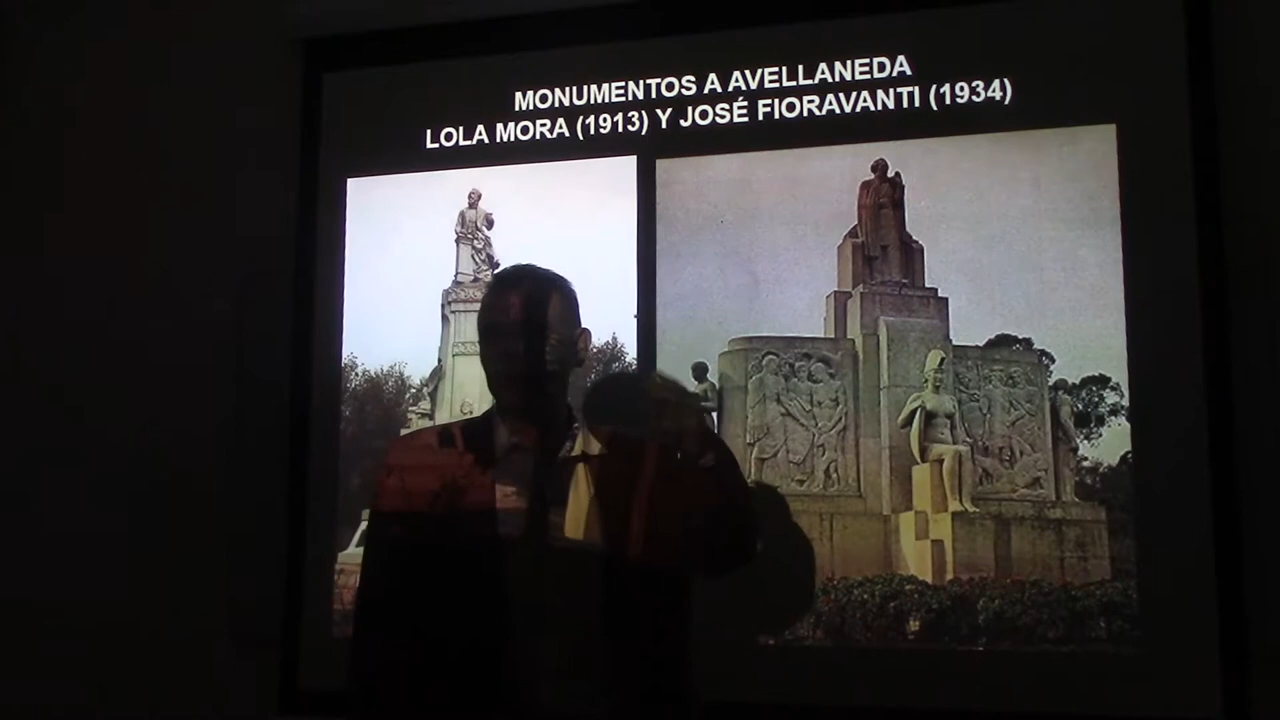 MONUMENTOS A AVELLANEDA
LOLA MORA (1913) Y JOSÉ FIORAVANTI (1934)